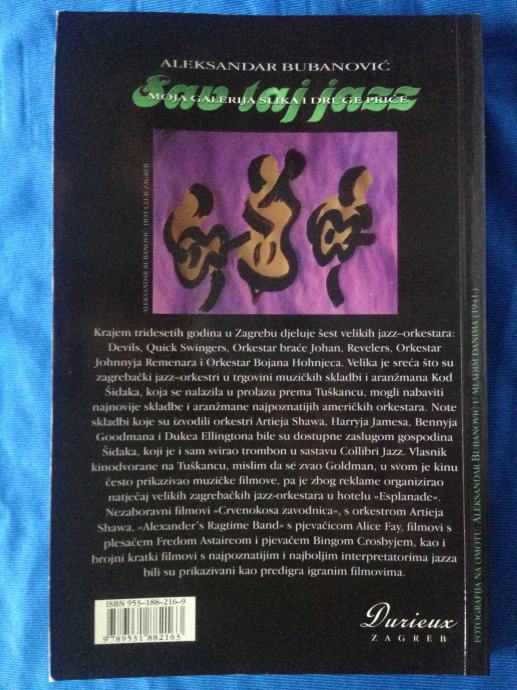 ALEKSANDAR BUBANOVIĆ
Sav taj jazz
MOJA GALERIJA SLIKA I DRUGE PRIČE
ALEKSANDAR BUBANOVIĆ: HOT CLUB ZAGREB
Krajem tridesetih godina u Zagrebu djeluje šest velikih jazz–orkestara:
Devils, Quick Swingers, Orkestar braće Johan, Revelers, Orkestar
Johnnyja Remenara i Orkestar Bojana Hohnjeca. Velika je sreća što su
zagrebački jazz–orkestri u trgovini muzičkih skladbi i aranžmana Kod
Šidaka, koja se nalazila u prolazu prema Tuškancu, mogli nabaviti
najnovije skladbe i aranžmane najpoznatijih američkih orkestara. Note
skladbi koje su izvodili orkestri Artieja Shawa, Harryja Jamesa, Bennyja
Goodmana i Dukea Ellingtona bile su dostupne zaslugom gospodina
Šidaka, koji je i sam svirao trombon u sastavu Collibri Jazz. Vlasnik
kinodvorane na Tuškancu, mislim da se zvao Goldman, u svom je kinu
često prikazivao muzičke filmove, pa je zbog reklame organizirao
natječaj velikih zagrebačkih jazz-orkestara u hotelu »Esplanade«.
Nezaboravni filmovi »Crvenokosa zavodnica«, s orkestrom Artieja
Shawa, »Alexander's Ragtime Band« s pjevačicom Alice Fay, filmovi s
plesačem Fredom Astaireom i pjevačem Bingom Crosbyjem, kao i
brojni kratki filmovi s najpoznatijim i najboljim interpretatorima jazza
bili su prikazivani kao predigra igranim filmovima.
ISBN 953-188-216-9
9789531882163
Durieux
ZAGREB
FOTOGRAFIJA NA OMOTU: ALEKSANDAR BUBANOVIĆ U MLAĐIM DANIMA (1941.)